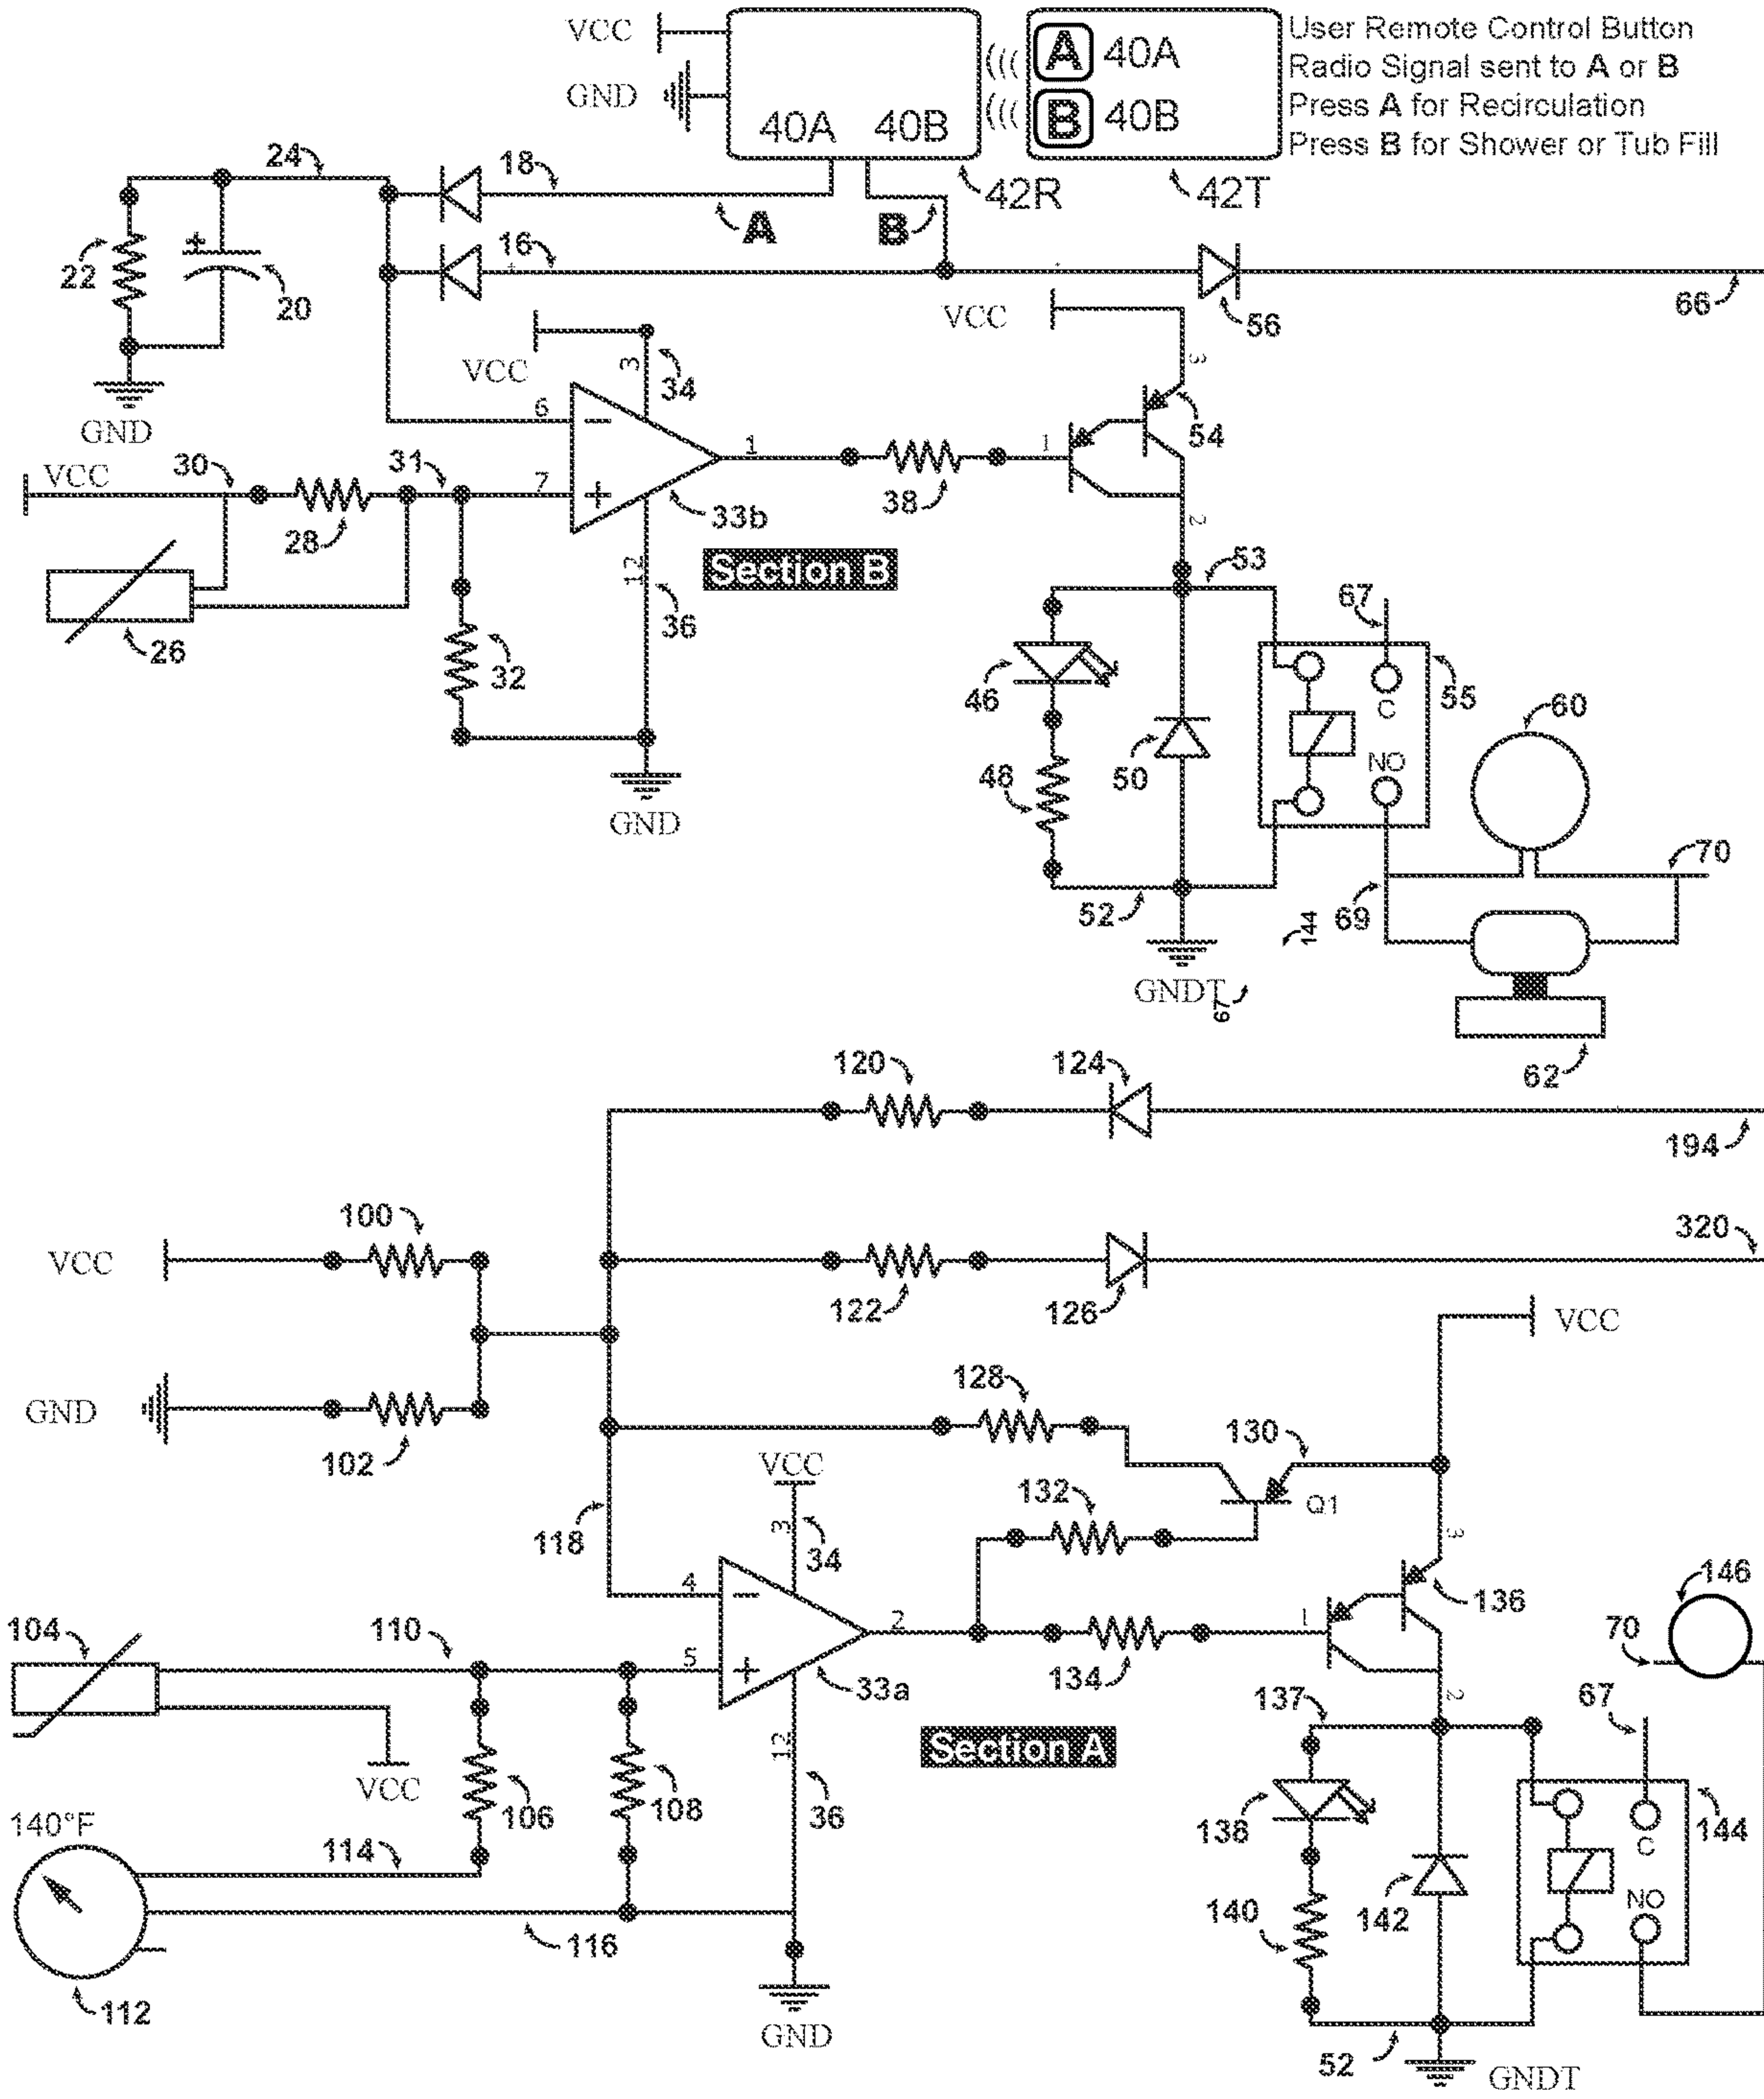 VCC
A 40A
User Remote Control Button
Radio Signal sent to A or B
GND
40A 40B
B 40B
Press A for Recirculation
Press B for Shower or Tub Fill
24
18
42R
42T
A
B
22
+
20
16
VCC
56
66
VCC
3
34
3
54
GND
6
−
1
1
VCC
30
31
7
+
33b
38
28
Section B
12
36
2
53
67
26
32
46
C
55
60
48
50
NO
GND
70
52
144
69
GNDT
67
62
120
124
194
100
320
VCC
122
126
VCC
128
GND
102
130
VCC
132
Q1
118
3
34
3
4
−
2
1
136
146
104
110
5
+
33a
134
70
137
2
67
Section A
12
VCC
106
108
36
138
C
144
140°F
114
140
142
NO
116
112
GND
52
GNDT